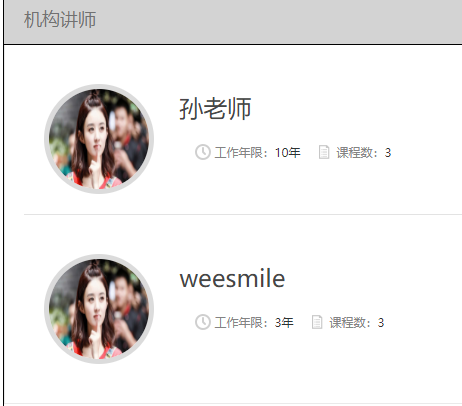 机构讲师
孙老师
工作年限：10年 课程数：3
weesmile
工作年限：3年 课程数：3